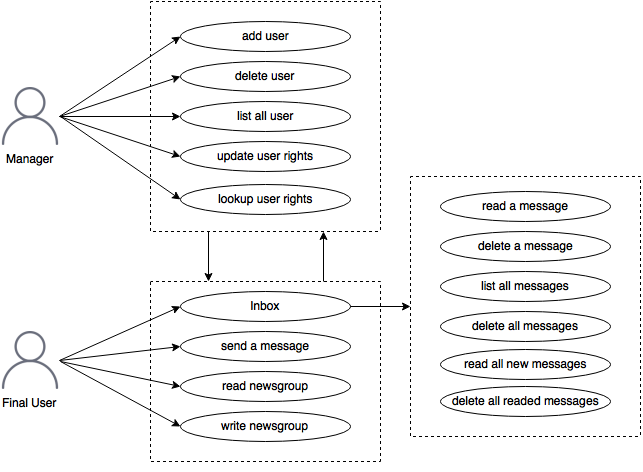 add user
delete user
list all user
update user rights
lookup user rights
Manager
Inbox
send a message
read newsgroup
write newsgroup
Final User
read a message
delete a message
list all messages
delete all messages
read all new messages
delete all readed messages